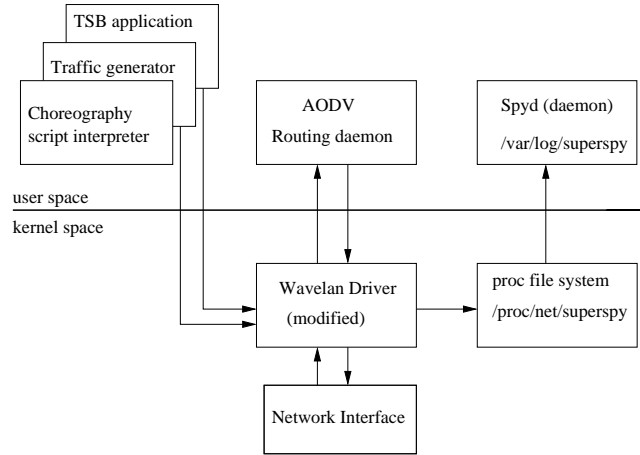 TSB application
Traffic generator
Choreography
script interpreter
AODV
Routing daemon
Spyd (daemon)
/var/log/superspy
user space
kernel space
Wavelan Driver
(modified)
proc file system
/proc/net/superspy
Network Interface